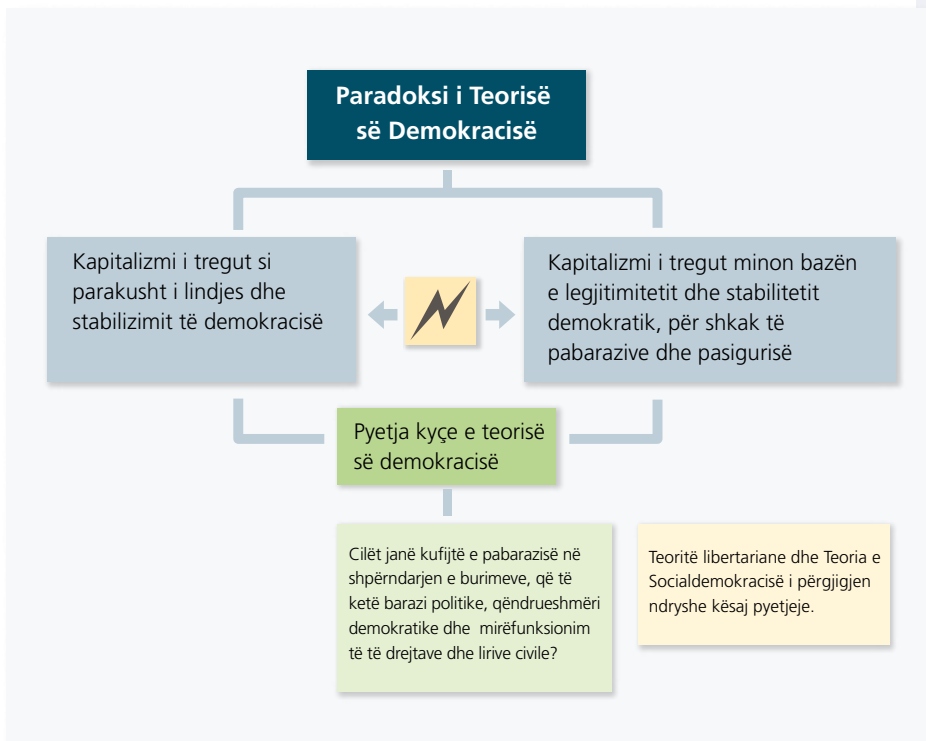 Paradoksi i Teorisë
së Demokracisë
Kapitalizmi i tregut si
parakusht i lindjes dhe
stabilizimit të demokracisë
Kapitalizmi i tregut minon bazën
e legjitimitetit dhe stabilitetit
demokratik, për shkak të
pabarazive dhe pasigurisë
Pyetja kyçe e teorisë
së demokracisë
Cilët janë kufijtë e pabarazisë në
shpërndarjen e burimeve, që të
ketë barazi politike, qëndrueshmëri
demokratike dhe mirëfunksionim
të të drejtave dhe lirive civile?
Teoritë libertariane dhe Teoria e
Socialdemokracisë i përgjigjen
ndryshe kësaj pyetjeje.